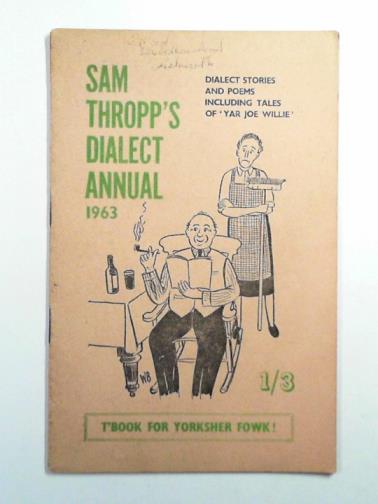 SAM
THROPP'S
DIALECT
ANNUAL
1963
DIALECT STORIES
AND POEMS
INCLUDING TALES
OF 'YAR JOE WILLIE'
WB
1/3
T'BOOK FOR YORKSHER FOWK!